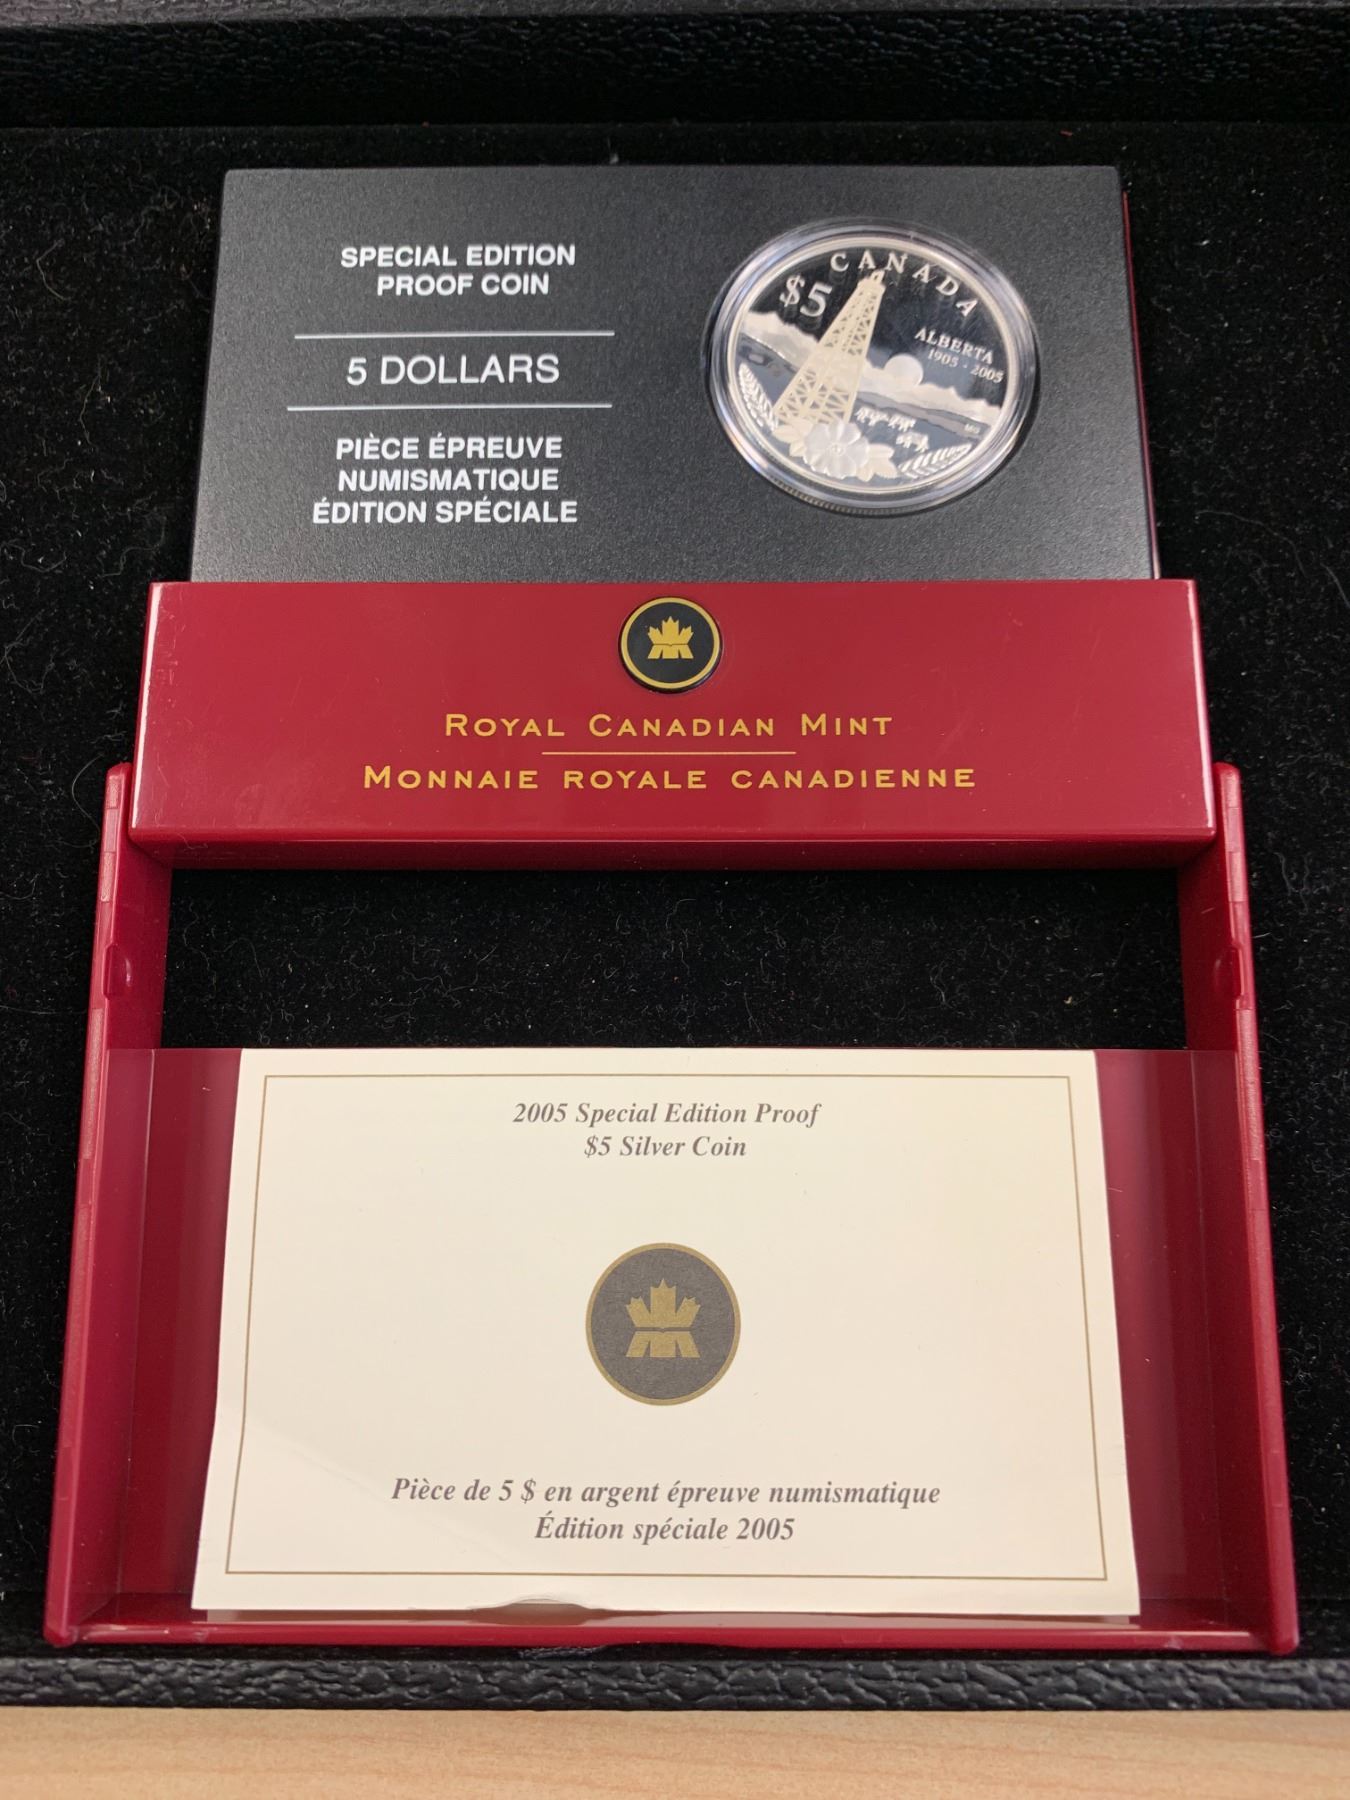 SPECIAL EDITION
PROOF COIN
5 DOLLARS
PIÈCE ÉPREUVE
NUMISMATIQUE
ÉDITION SPÉCIALE
CANADA
$5
ALBERTA
1905 - 2005
MG
ROYAL CANADIAN MINT
MONNAIE ROYALE CANADIENNE
2005 Special Edition Proof
$5 Silver Coin
Pièce de 5 $ en argent épreuve numismatique
Édition spéciale 2005